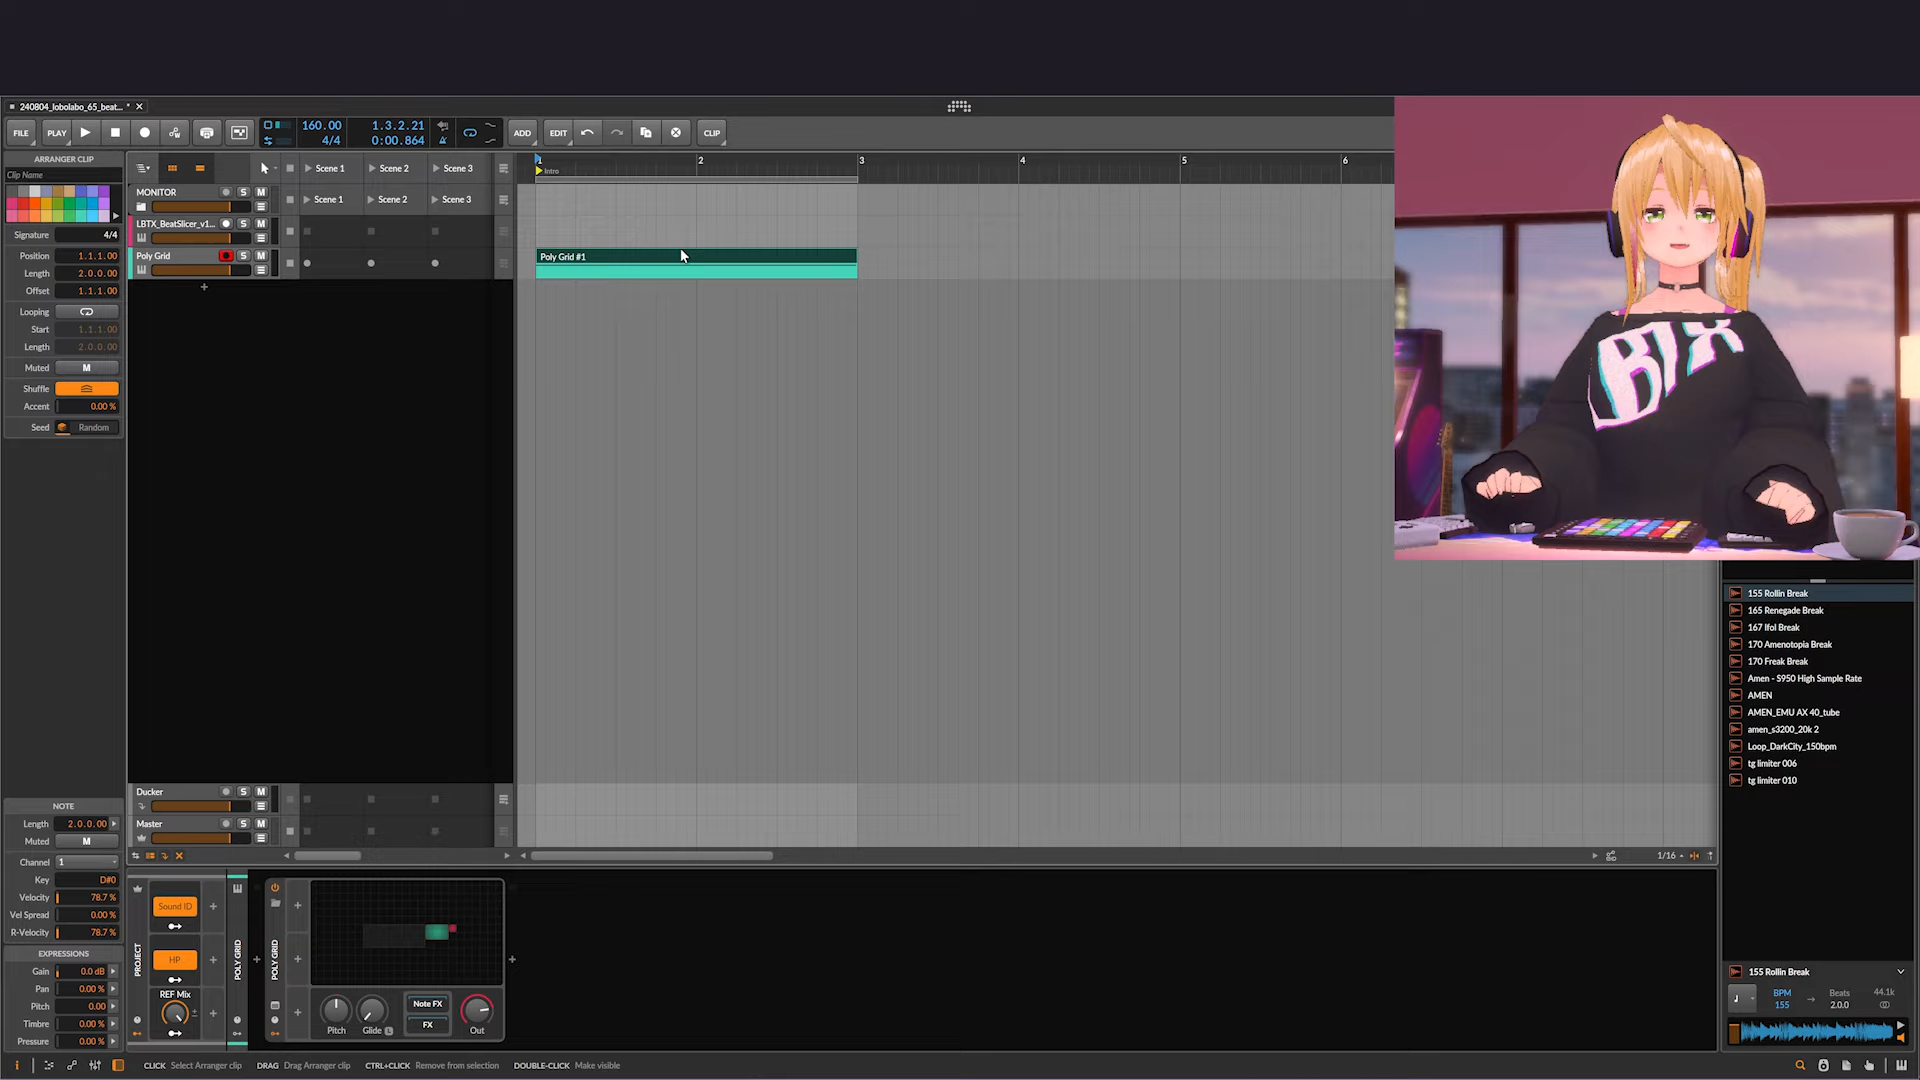 240804_lobolabo_65_beat... *
FILE PLAY 160.00 4/4 1.3.2.21 0:00.864 ADD EDIT CLIP
ARRANGER CLIP
Clip Name
Signature 4/4
Position 1.1.1.00
Length 2.0.0.00
Offset 1.1.1.00
Looping
Start 1.1.1.00
Length 2.0.0.00
Muted M
Shuffle
Accent 0.00 %
Seed Random
NOTE
Length 2.0.0.00
Muted M
Channel 1
Key D#0
Velocity 78.7 %
Vel Spread 0.00 %
R-Velocity 78.7 %
EXPRESSIONS
Gain 0.0 dB
Pan 0.00 %
Pitch 0.00
Timbre 0.00 %
Pressure 0.00 %
Scene 1 Scene 2 Scene 3
MONITOR S M Scene 1 Scene 2 Scene 3
LBTX_BeatSlicer_v1... S M
Poly Grid S M
1 2 3 4 5 6
Intro
Poly Grid #1
BTX
Ducker S M
Master S M
1/16
PROJECT
Sound ID
HP
REF Mix
POLY GRID
POLY GRID
Pitch Glide L
Note FX
FX
Out
155 Rollin Break
165 Renegade Break
167 Ifol Break
170 Amenotopia Break
170 Freak Break
Amen - S950 High Sample Rate
AMEN
AMEN_EMU AX 40_tube
amen_s3200_20k 2
Loop_DarkCity_150bpm
tg limiter 006
tg limiter 010
155 Rollin Break
BPM 155
Beats 2.0.0
44.1k
CLICK Select Arranger clip DRAG Drag Arranger clip CTRL+CLICK Remove from selection DOUBLE-CLICK Make visible